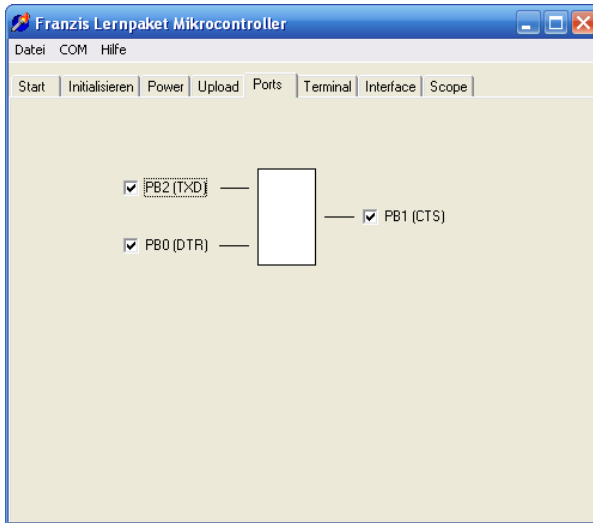 Franzis Lernpaket Mikrocontroller
Datei COM Hilfe
Start Initialisieren Power Upload Ports Terminal Interface Scope
PB2 (TXD)
PB1 (CTS)
PB0 (DTR)